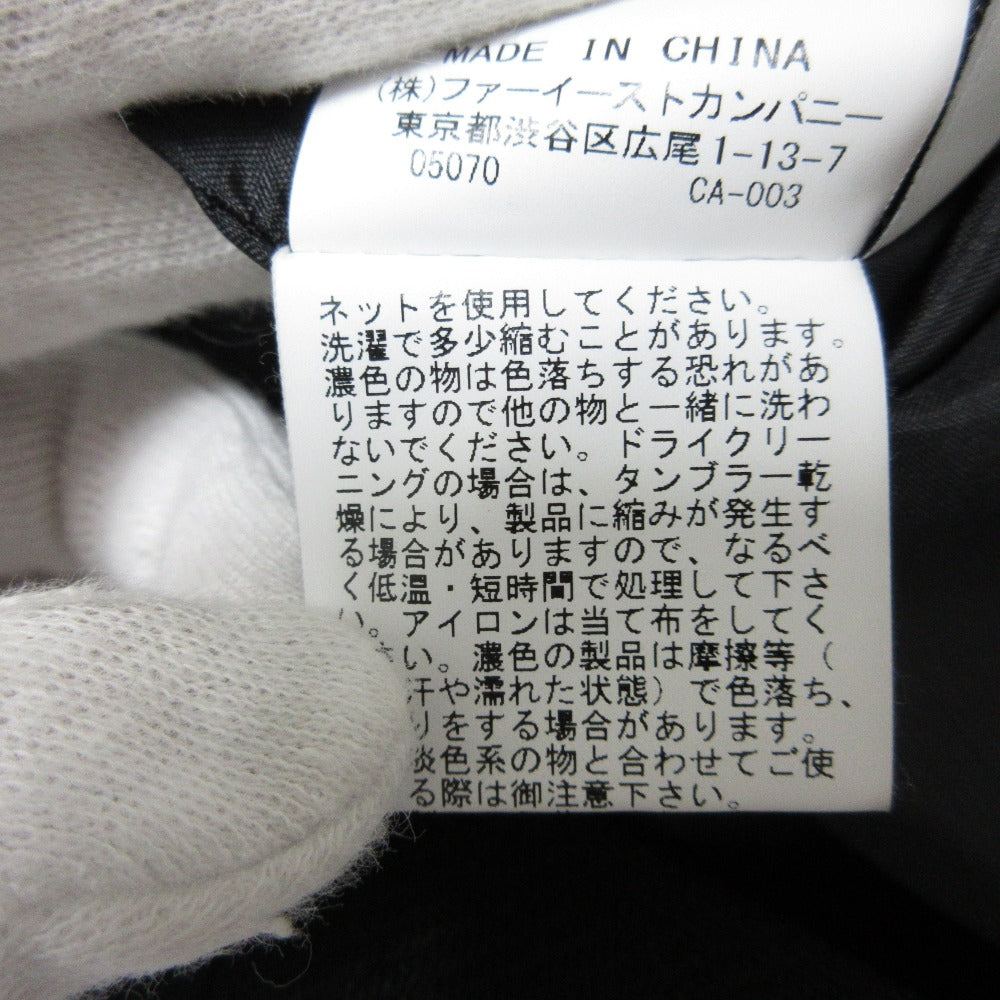 MADE IN CHINA
(株)ファーイーストカンパニー
東京都渋谷区広尾1-13-7
05070 CA-003
ネットを使用してください。
洗濯で多少縮むことがあります。
濃色の物は色落ちする恐れがあ
りますので他の物と一緒に洗わ
ないでください。ドライクリー
ニングの場合は、タンブラー乾
燥により、製品に縮みが発生す
る場合がありますので、なるべ
く低温・短時間で処理して下さ
い。アイロンは当て布をしてく
さい。濃色の製品は摩擦等（
汗や濡れた状態）で色落ち、
りをする場合があります。
淡色系の物と合わせてご使
る際は御注意下さい。